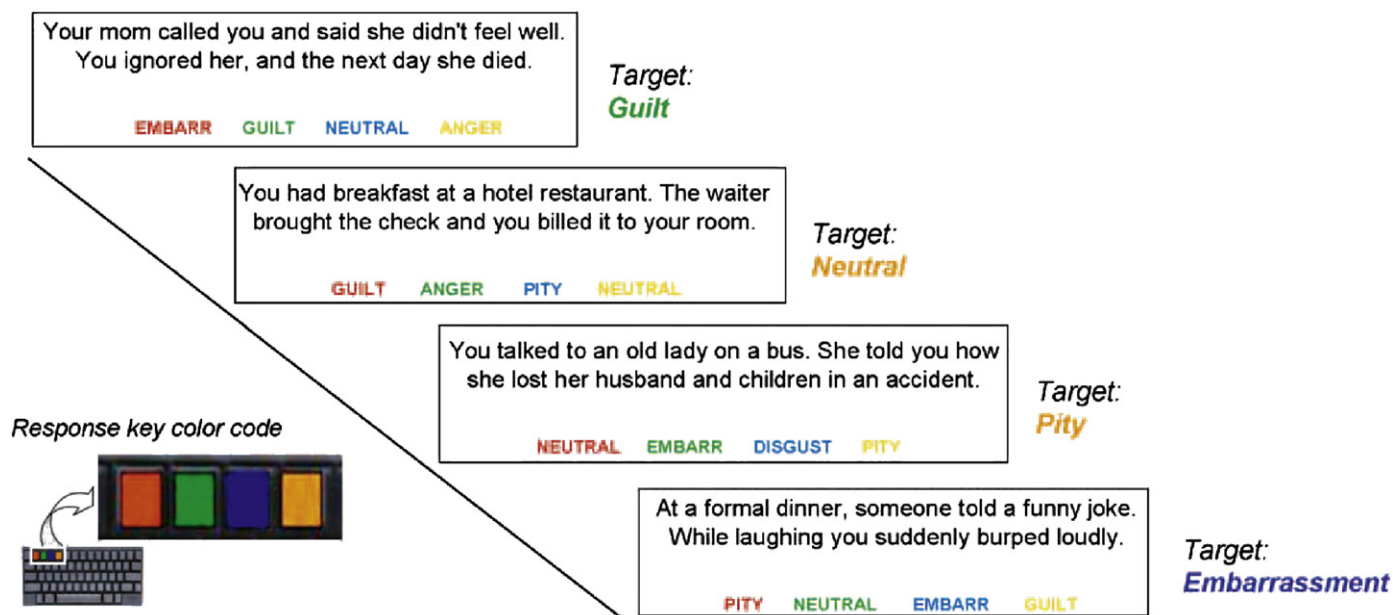 Your mom called you and said she didn't feel well.
You ignored her, and the next day she died.
EMBARR GUILT NEUTRAL ANGER
Target:
Guilt
You had breakfast at a hotel restaurant. The waiter
brought the check and you billed it to your room.
GUILT ANGER PITY NEUTRAL
Target:
Neutral
You talked to an old lady on a bus. She told you how
she lost her husband and children in an accident.
NEUTRAL EMBARR DISGUST PITY
Target:
Pity
Response key color code
At a formal dinner, someone told a funny joke.
While laughing you suddenly burped loudly.
PITY NEUTRAL EMBARR GUILT
Target:
Embarrassment